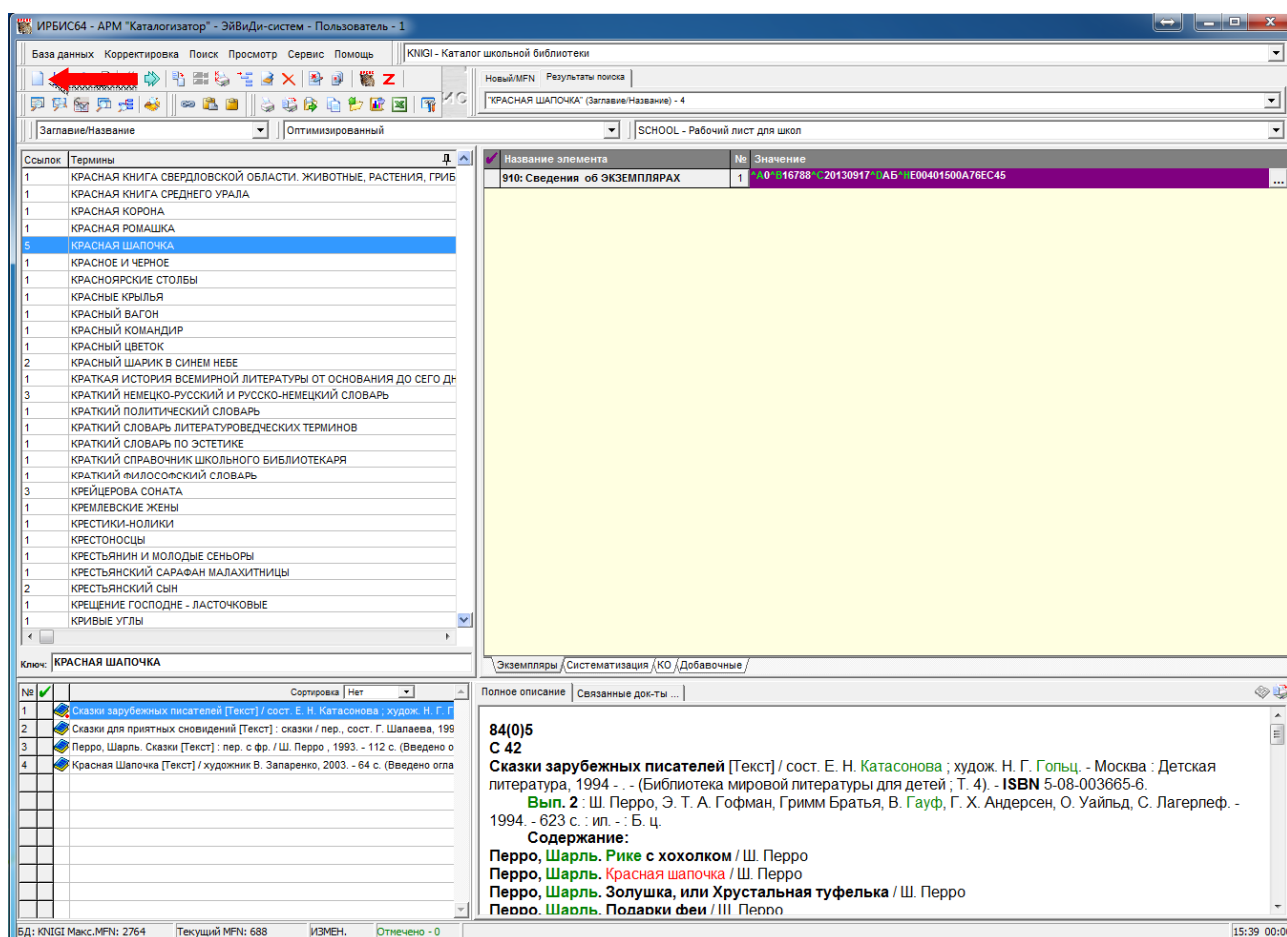 ИРБИС64 - АРМ "Каталогизатор" - ЭйВиДи-систем - Пользователь - 1
База данных Корректировка Поиск Просмотр Сервис Помощь
KNIGI - Каталог школьной библиотеки
Новый/MFN Результаты поиска
"КРАСНАЯ ШАПОЧКА" (Заглавие/Название) - 4
Заглавие/Название Оптимизированный SCHOOL - Рабочий лист для школ
Ссылок Термины
1 КРАСНАЯ КНИГА СВЕРДЛОВСКОЙ ОБЛАСТИ. ЖИВОТНЫЕ, РАСТЕНИЯ, ГРИБ
1 КРАСНАЯ КНИГА СРЕДНЕГО УРАЛА
1 КРАСНАЯ КОРОНА
1 КРАСНАЯ РОМАШКА
5 КРАСНАЯ ШАПОЧКА
1 КРАСНОЕ И ЧЕРНОЕ
1 КРАСНОЯРСКИЕ СТОЛБЫ
1 КРАСНЫЕ КРЫЛЬЯ
1 КРАСНЫЙ ВАГОН
1 КРАСНЫЙ КОМАНДИР
1 КРАСНЫЙ ЦВЕТОК
2 КРАСНЫЙ ШАРИК В СИНЕМ НЕБЕ
1 КРАТКАЯ ИСТОРИЯ ВСЕМИРНОЙ ЛИТЕРАТУРЫ ОТ ОСНОВАНИЯ ДО СЕГО ДН
3 КРАТКИЙ НЕМЕЦКО-РУССКИЙ И РУССКО-НЕМЕЦКИЙ СЛОВАРЬ
1 КРАТКИЙ ПОЛИТИЧЕСКИЙ СЛОВАРЬ
1 КРАТКИЙ СЛОВАРЬ ЛИТЕРАТУРОВЕДЧЕСКИХ ТЕРМИНОВ
1 КРАТКИЙ СЛОВАРЬ ПО ЭСТЕТИКЕ
1 КРАТКИЙ СПРАВОЧНИК ШКОЛЬНОГО БИБЛИОТЕКАРЯ
1 КРАТКИЙ ФИЛОСОФСКИЙ СЛОВАРЬ
3 КРЕЙЦЕРОВА СОНАТА
1 КРЕМЛЕВСКИЕ ЖЕНЫ
1 КРЕСТИКИ-НОЛИКИ
1 КРЕСТОНОСЦЫ
1 КРЕСТЬЯНИН И МОЛОДЫЕ СЕНЬОРЫ
1 КРЕСТЬЯНСКИЙ САРАФАН МАЛАХИТНИЦЫ
2 КРЕСТЬЯНСКИЙ СЫН
1 КРЕЩЕНИЕ ГОСПОДНЕ - ЛАСТОЧКОВЫЕ
1 КРИВЫЕ УГЛЫ
Ключ: КРАСНАЯ ШАПОЧКА
Название элемента № Значение
910: Сведения об ЭКЗЕМПЛЯРАХ 1 ^A0^B16788^C20130917^DАБ^HE00401500A76EC45
Экземпляры Систематизация КО Добавочные
№ Сортировка Нет
1 Сказки зарубежных писателей [Текст] / сост. Е. Н. Катасонова ; худож. Н. Г. Г
2 Сказки для приятных сновидений [Текст] : сказки / пер., сост. Г. Шалаева, 199
3 Перро, Шарль. Сказки [Текст] : пер. с фр. / Ш. Перро , 1993. - 112 с. (Введено о
4 Красная Шапочка [Текст] / художник В. Запаренко, 2003. - 64 с. (Введено огла
Полное описание Связанные док-ты ...
84(0)5
С 42
Сказки зарубежных писателей [Текст] / сост. Е. Н. Катасонова ; худож. Н. Г. Гольц. - Москва : Детская
литература, 1994 - . - (Библиотека мировой литературы для детей ; Т. 4). - ISBN 5-08-003665-6.
Вып. 2 : Ш. Перро, Э. Т. А. Гофман, Гримм Братья, В. Гауф, Г. Х. Андерсен, О. Уайльд, С. Лагерлеф. -
1994. - 623 с. : ил. - : Б. ц.
Содержание:
Перро, Шарль. Рике с хохолком / Ш. Перро
Перро, Шарль. Красная шапочка / Ш. Перро
Перро, Шарль. Золушка, или Хрустальная туфелька / Ш. Перро
Перро, Шарль. Подарки феи / Ш. Перро
БД: KNIGI Макс.MFN: 2764 Текущий MFN: 688 ИЗМЕН. Отмечено - 0 15:39